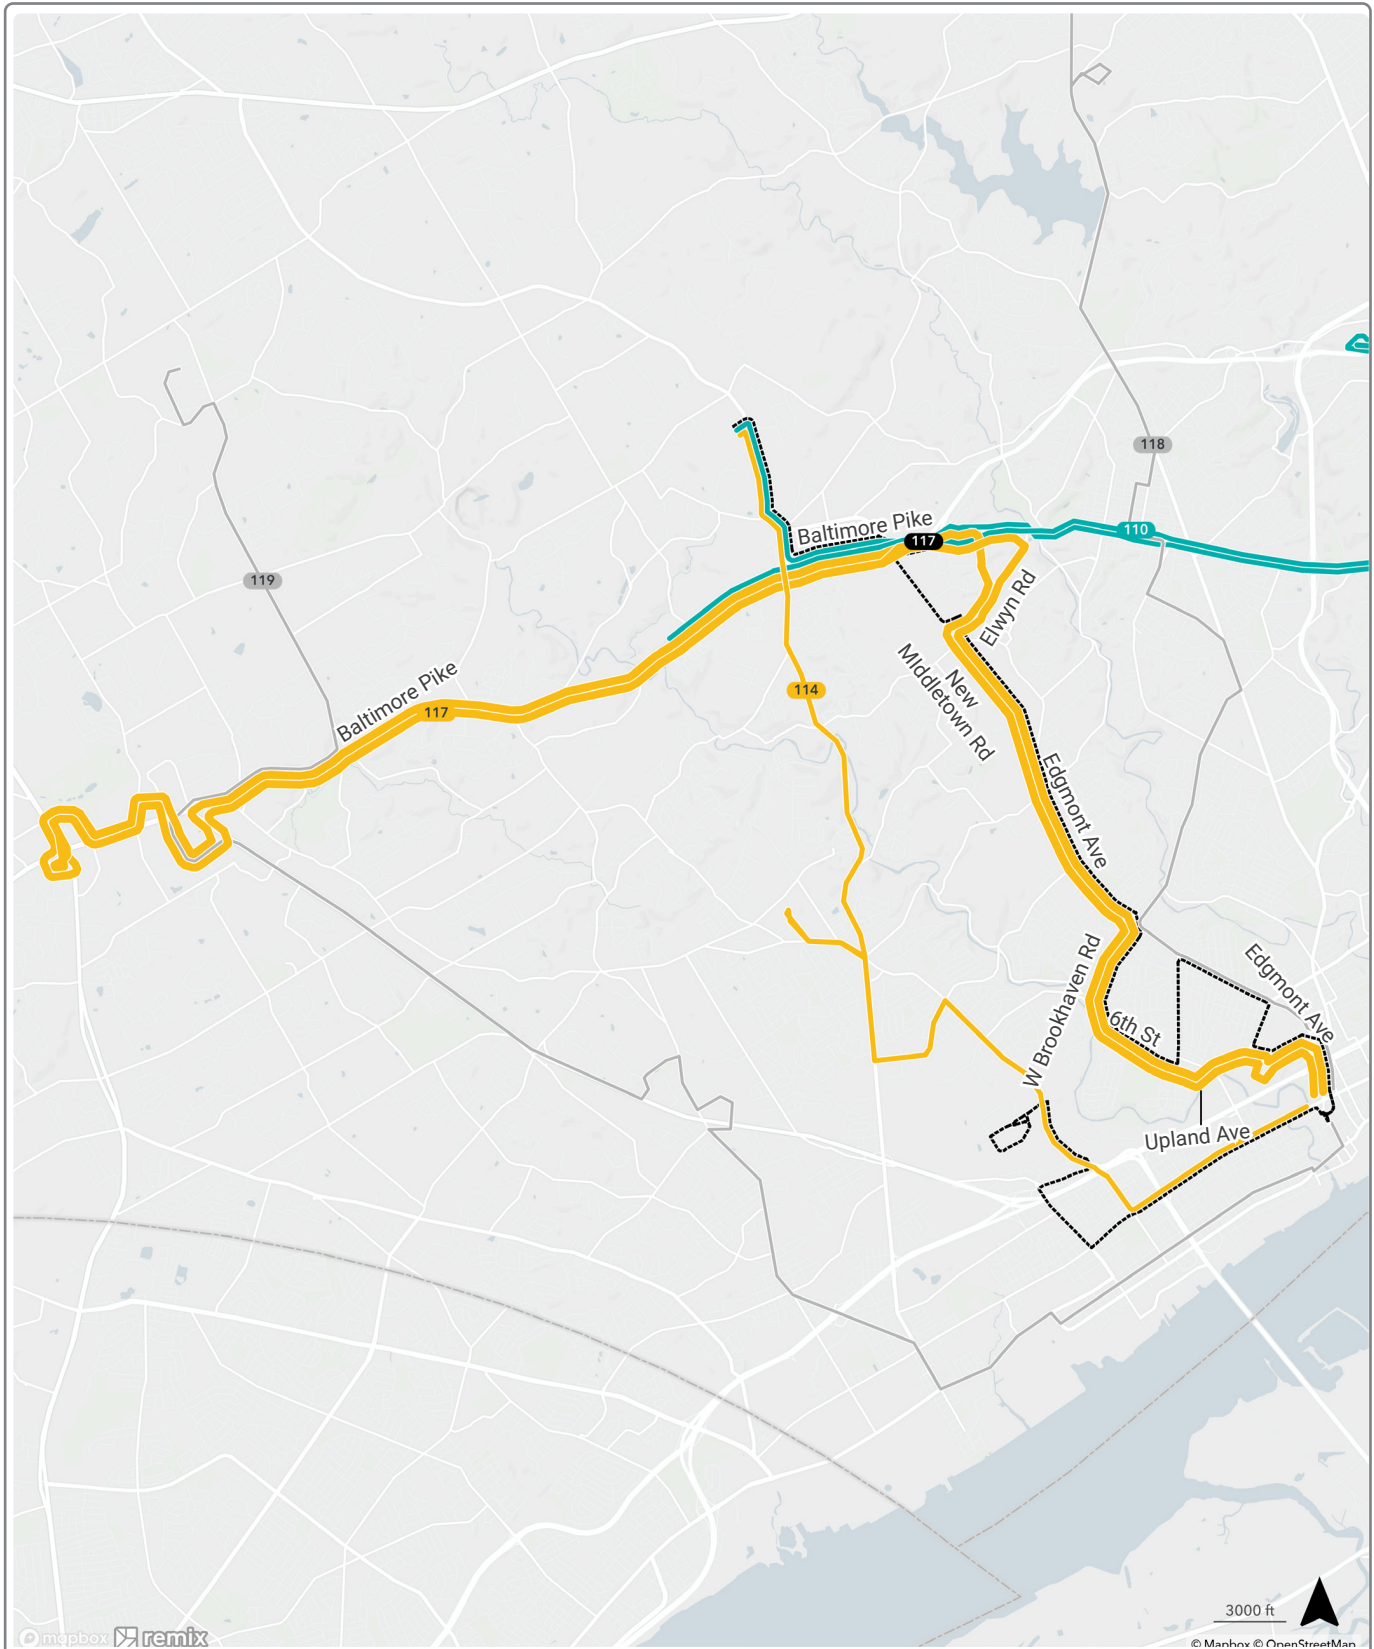 118
Baltimore Pike
110
117
119
Elwyn Rd
New
MIddletown Rd
Baltimore Pike
114
117
Edgmont Ave
W Brookhaven Rd
Edgmont Ave
6th St
Upland Ave
3000 ft
mapbox remix
© Mapbox © OpenStreetMap